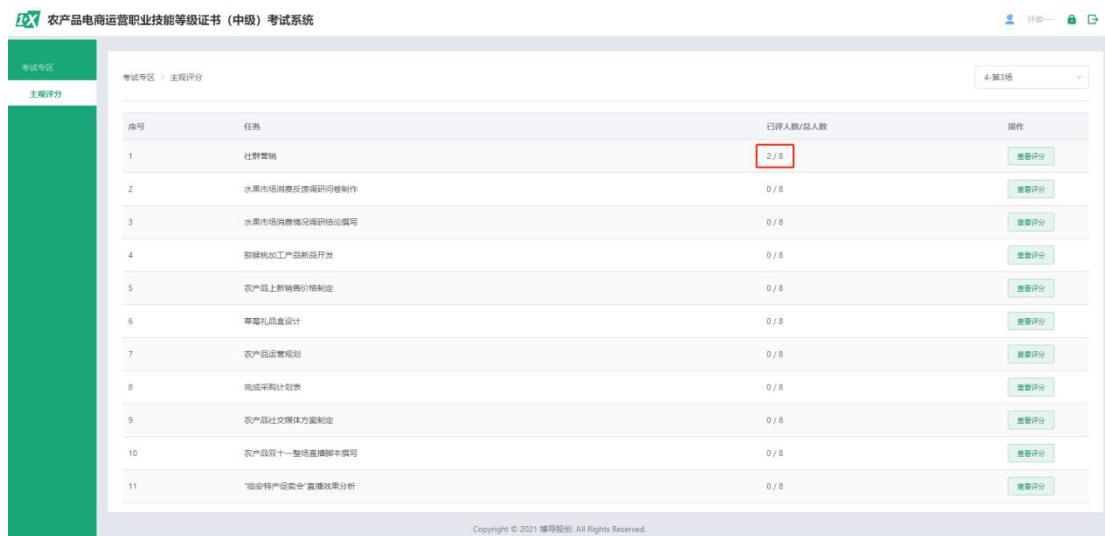 农产品电商运营职业技能等级证书（中级）考试系统
评委一
考试专区
主观评分
考试专区 > 主观评分
4-第3场
序号 任务 已评人数/总人数 操作
1 社群营销 2 / 8 查看评分
2 水果市场消费反馈调研问卷制作 0 / 8 查看评分
3 水果市场消费情况调研结论撰写 0 / 8 查看评分
4 猕猴桃加工产品新品开发 0 / 8 查看评分
5 农产品上新销售价格制定 0 / 8 查看评分
6 草莓礼品盒设计 0 / 8 查看评分
7 农产品运营规划 0 / 8 查看评分
8 完成采购计划表 0 / 8 查看评分
9 农产品社交媒体方案制定 0 / 8 查看评分
10 农产品双十一整场直播脚本撰写 0 / 8 查看评分
11 "临安特产促卖会"直播效果分析 0 / 8 查看评分
Copyright © 2021 博导股份. All Rights Reserved.